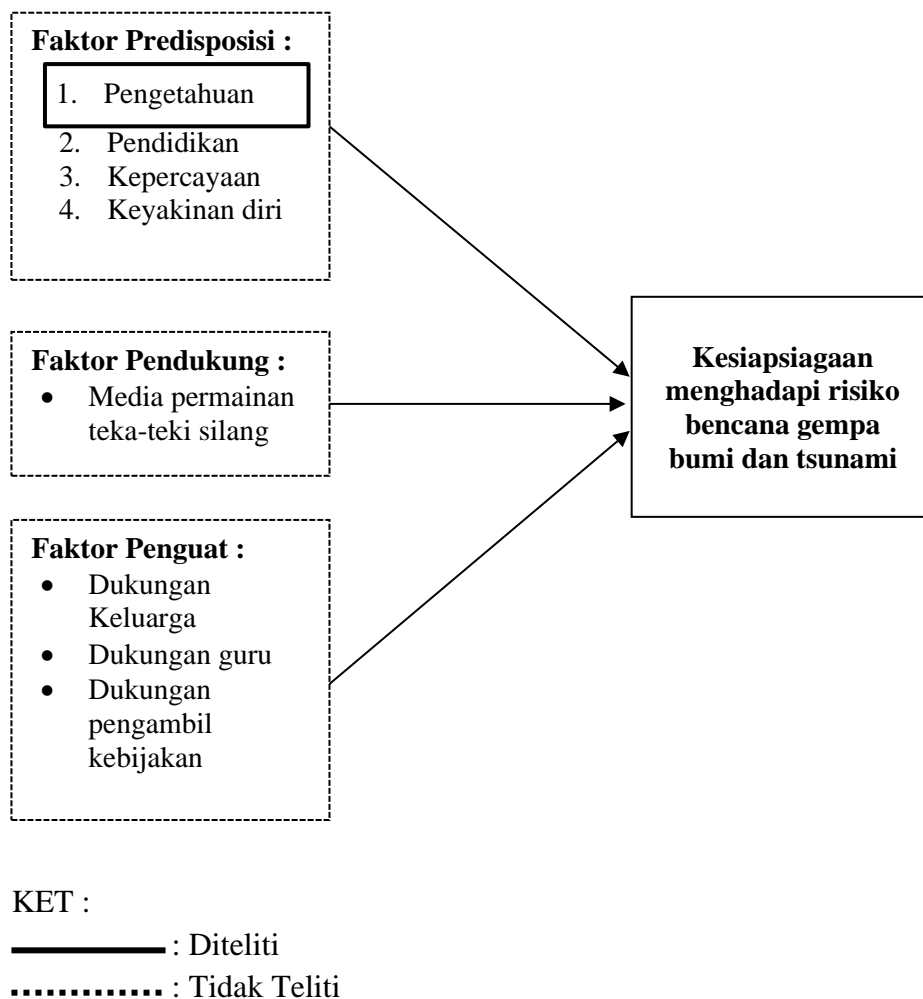 Faktor Predisposisi :
1. Pengetahuan
2. Pendidikan
3. Kepercayaan
4. Keyakinan diri
Faktor Pendukung :
• Media permainan
teka-teki silang
Faktor Penguat :
• Dukungan
Keluarga
• Dukungan guru
• Dukungan
pengambil
kebijakan
Kesiapsiagaan
menghadapi risiko
bencana gempa
bumi dan tsunami
KET :
: Diteliti
: Tidak Teliti